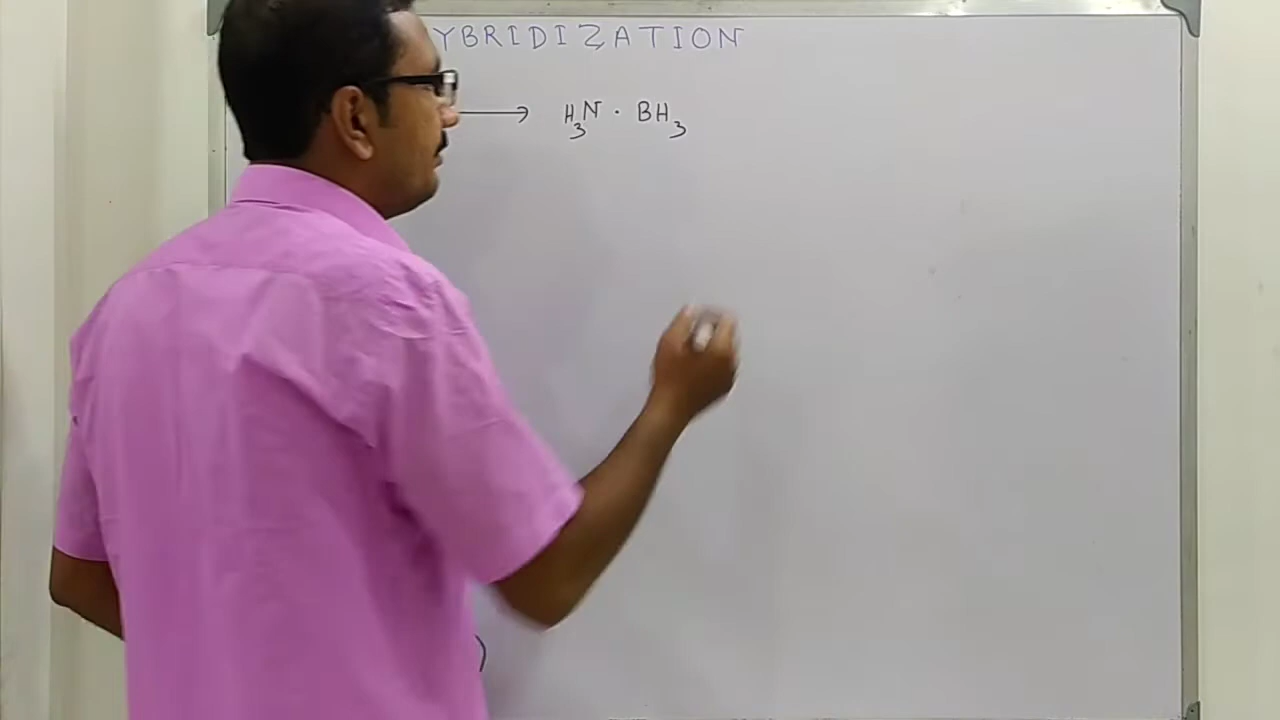 YBRIDIZATION
⟶ H₃N · BH₃
)